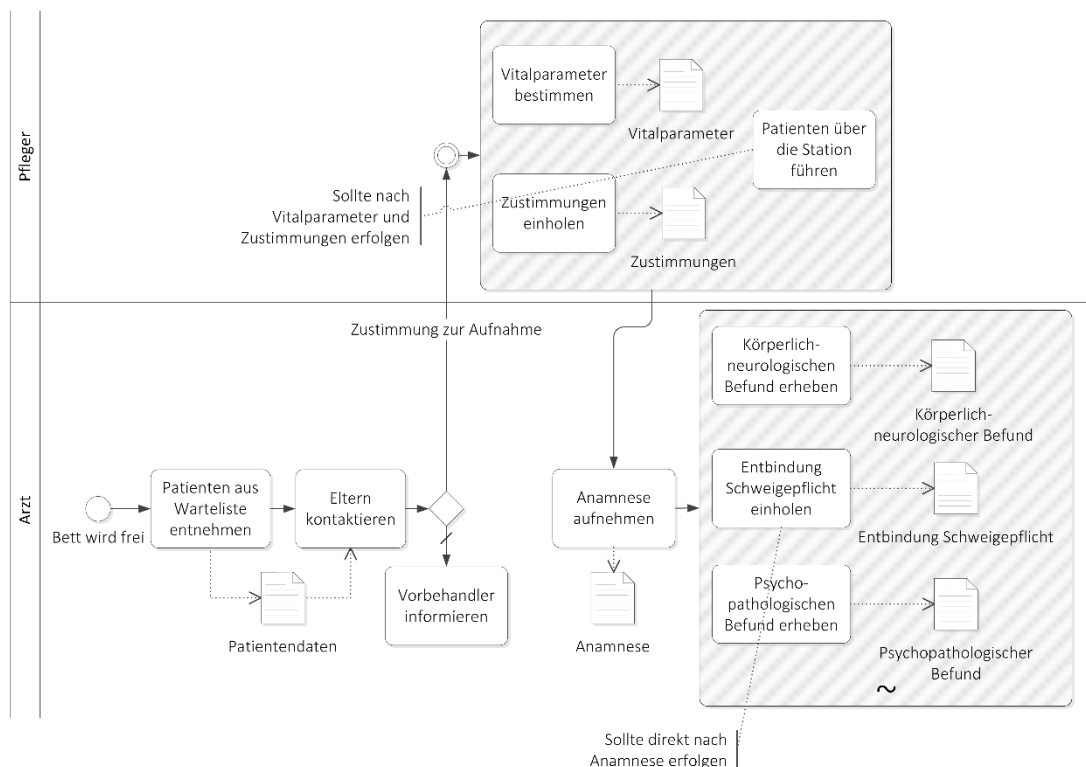 Pfleger
Vitalparameter
bestimmen
Vitalparameter
Patienten über
die Station
führen
Sollte nach
Vitalparameter und
Zustimmungen erfolgen
Zustimmungen
einholen
Zustimmungen
Zustimmung zur Aufnahme
Arzt
Bett wird frei
Patienten aus
Warteliste
entnehmen
Patientendaten
Eltern
kontaktieren
Vorbehandler
informieren
Anamnese
aufnehmen
Anamnese
Körperlich-
neurologischen
Befund erheben
Körperlich-
neurologischer Befund
Entbindung
Schweigepflicht
einholen
Entbindung Schweigepflicht
Psycho-
pathologischen
Befund erheben
Psychopathologischer
Befund
~
Sollte direkt nach
Anamnese erfolgen